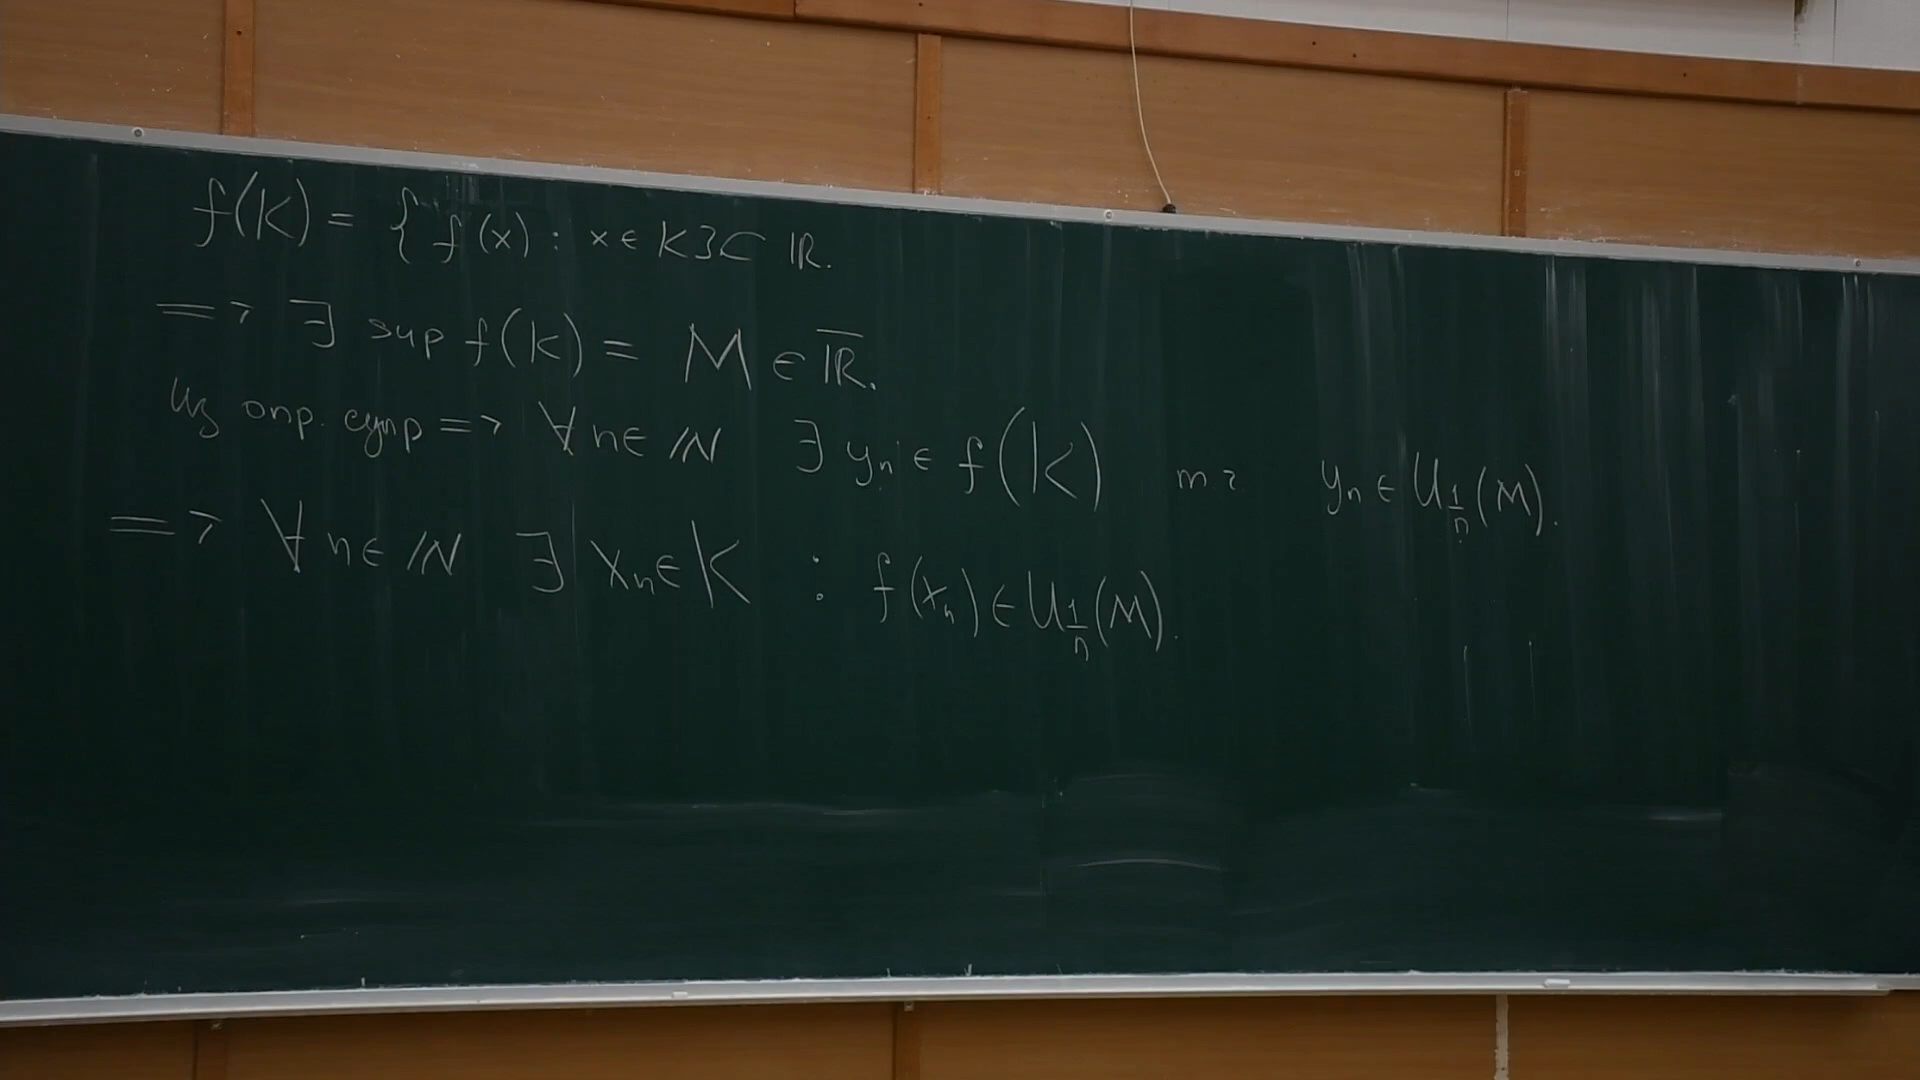 f(K) = { f(x) : x ∈ K } ⊂ ℝ.
=> ∃ sup f(K) = M ∈ ℝ̅.
из опр. супр => ∀ n ∈ ℕ ∃ yₙ ∈ f(K) т ч yₙ ∈ U_{1/n}(M).
=> ∀ n ∈ ℕ ∃ xₙ ∈ K : f(xₙ) ∈ U_{1/n}(M).